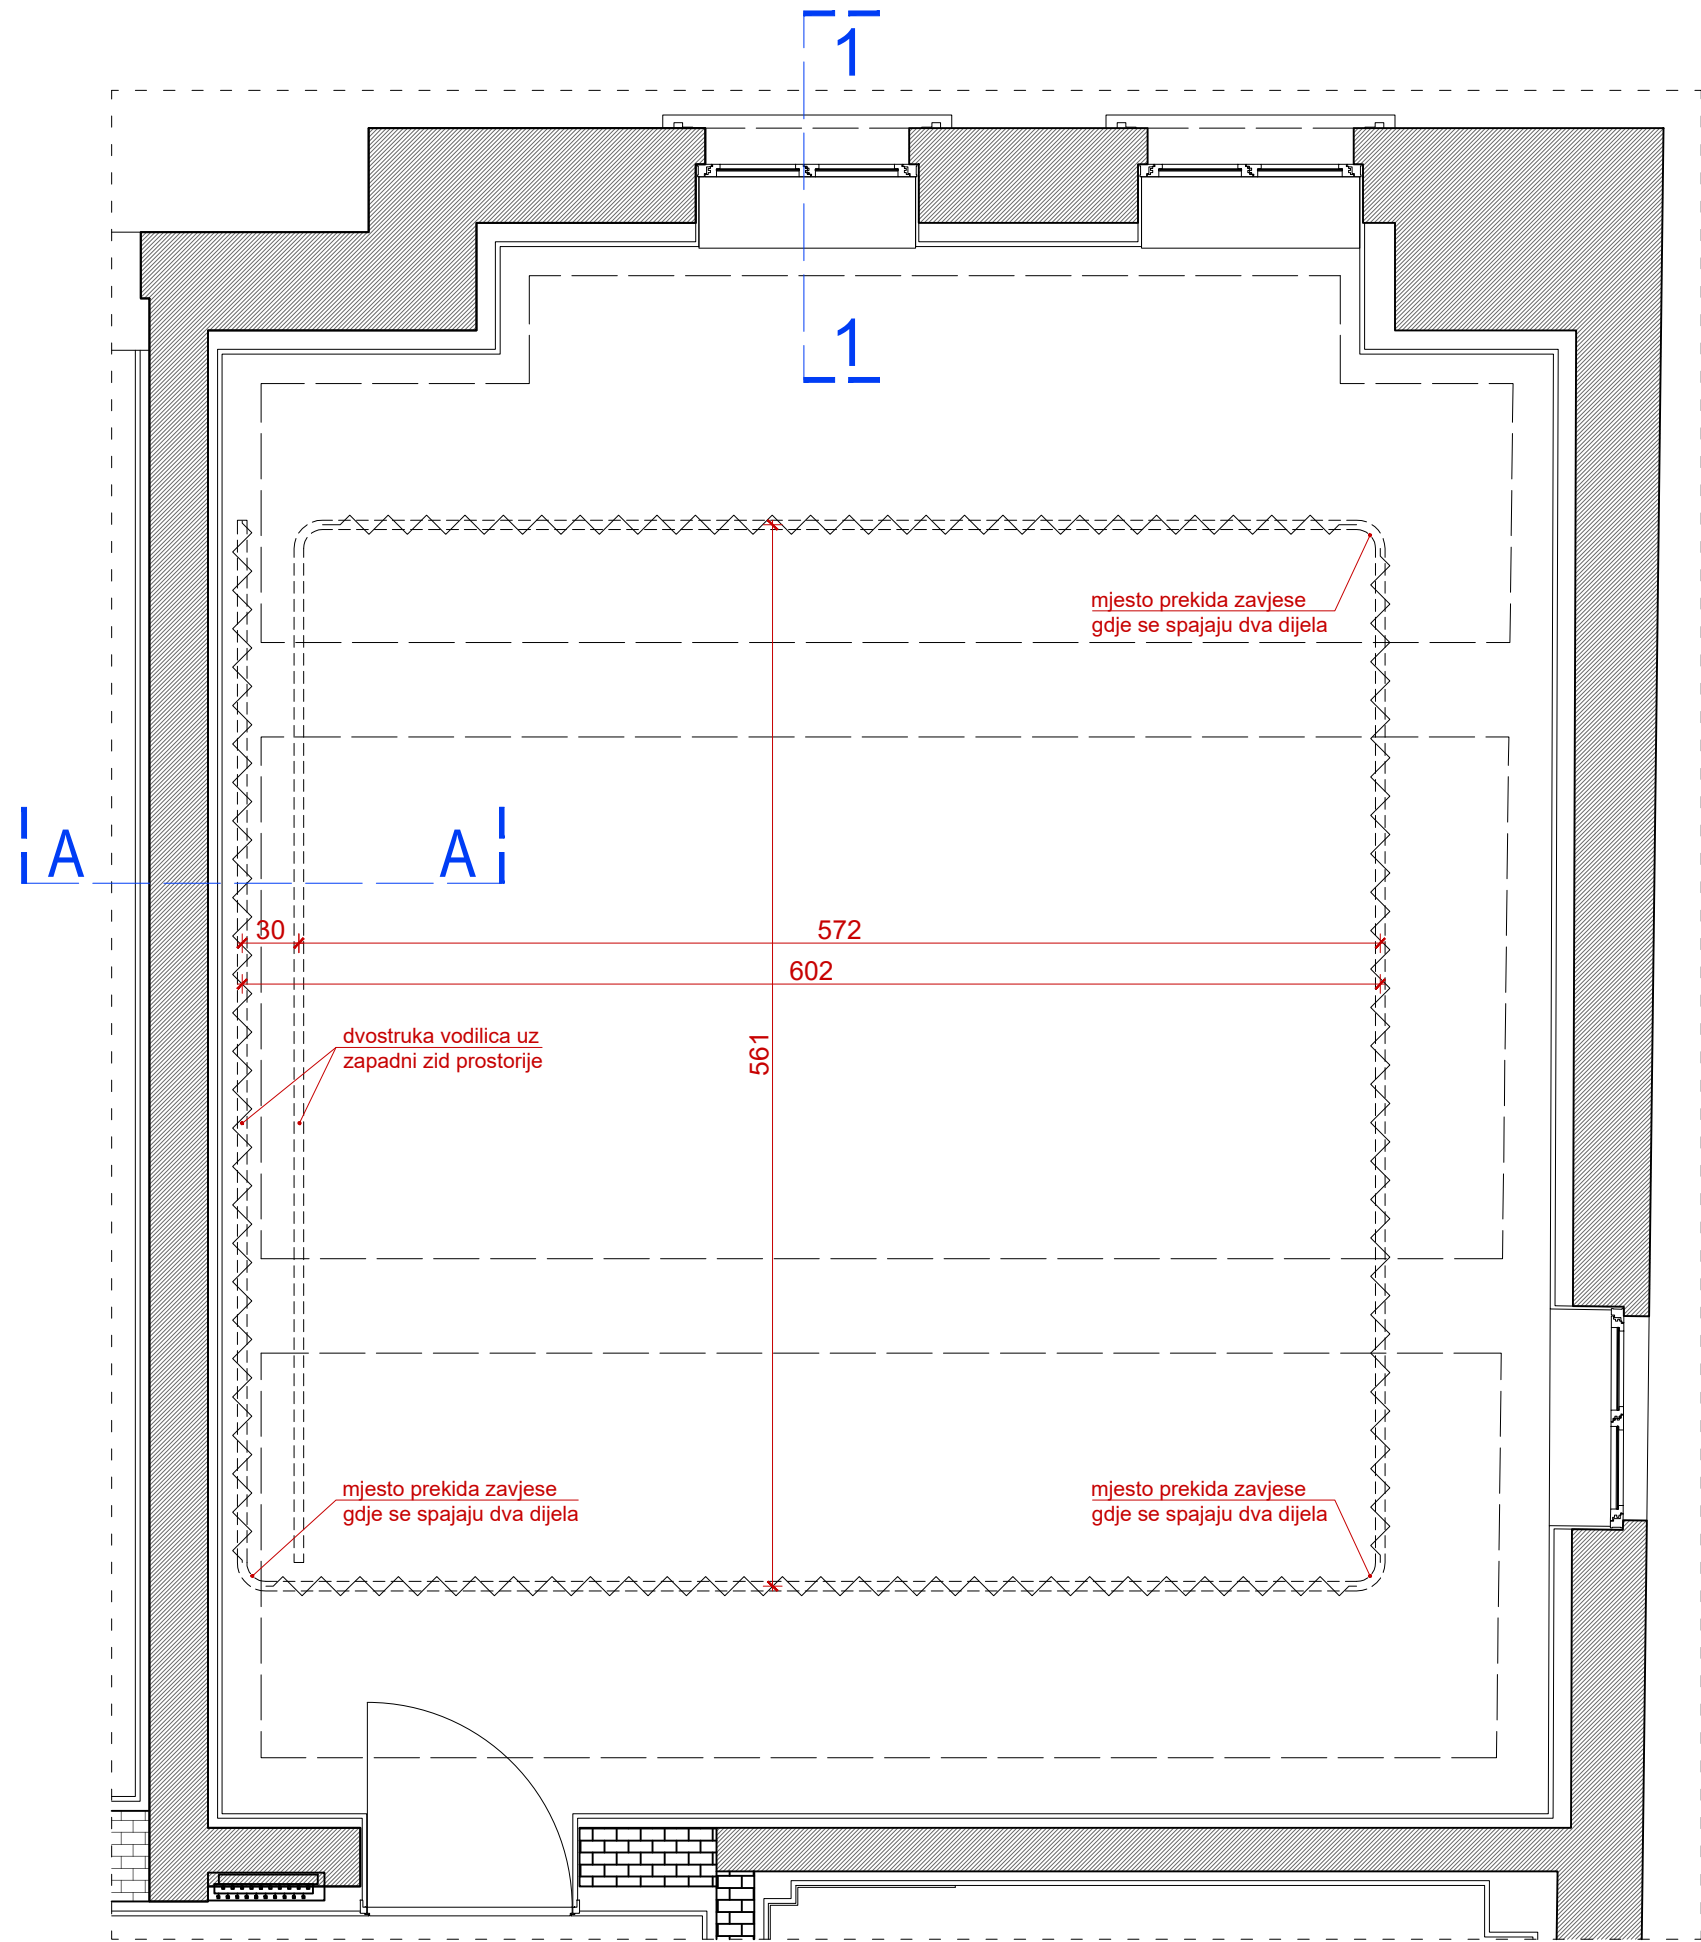 1
1
mjesto prekida zavjese
gdje se spajaju dva dijela
A
A
30
572
602
561
dvostruka vodilica uz
zapadni zid prostorije
mjesto prekida zavjese
gdje se spajaju dva dijela
mjesto prekida zavjese
gdje se spajaju dva dijela